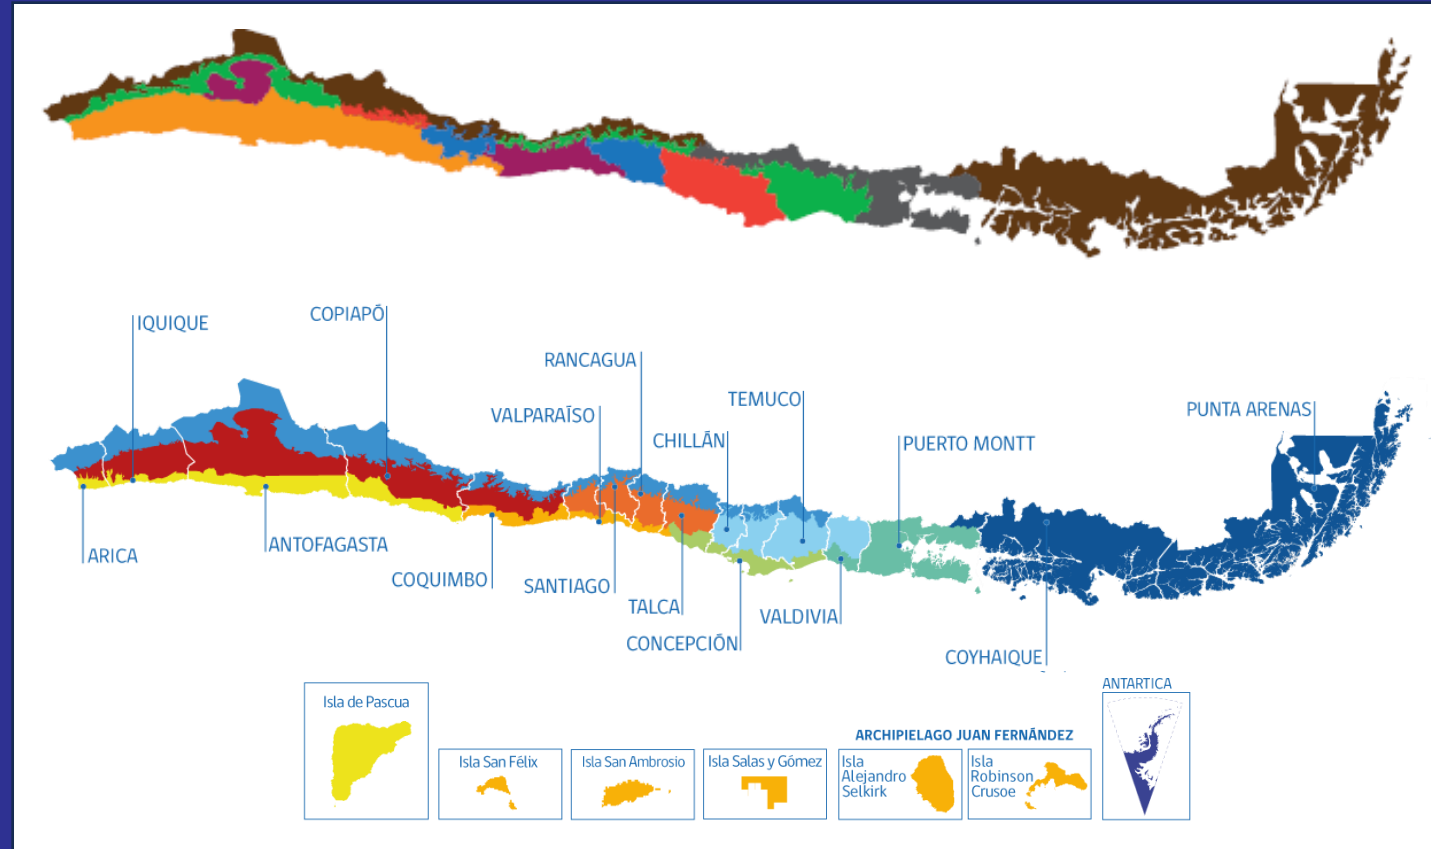 IQUIQUE
COPIAPÓ
RANCAGUA
VALPARAÍSO
TEMUCO
CHILLÁN
PUERTO MONTT
PUNTA ARENAS
ARICA
ANTOFAGASTA
COQUIMBO
SANTIAGO
TALCA
CONCEPCIÓN
VALDIVIA
COYHAIQUE
Isla de Pascua
Isla San Félix
Isla San Ambrosio
Isla Salas y Gómez
ARCHIPIELAGO JUAN FERNÁNDEZ
Isla
Alejandro
Selkirk
Isla
Robinson
Crusoe
ANTARTICA